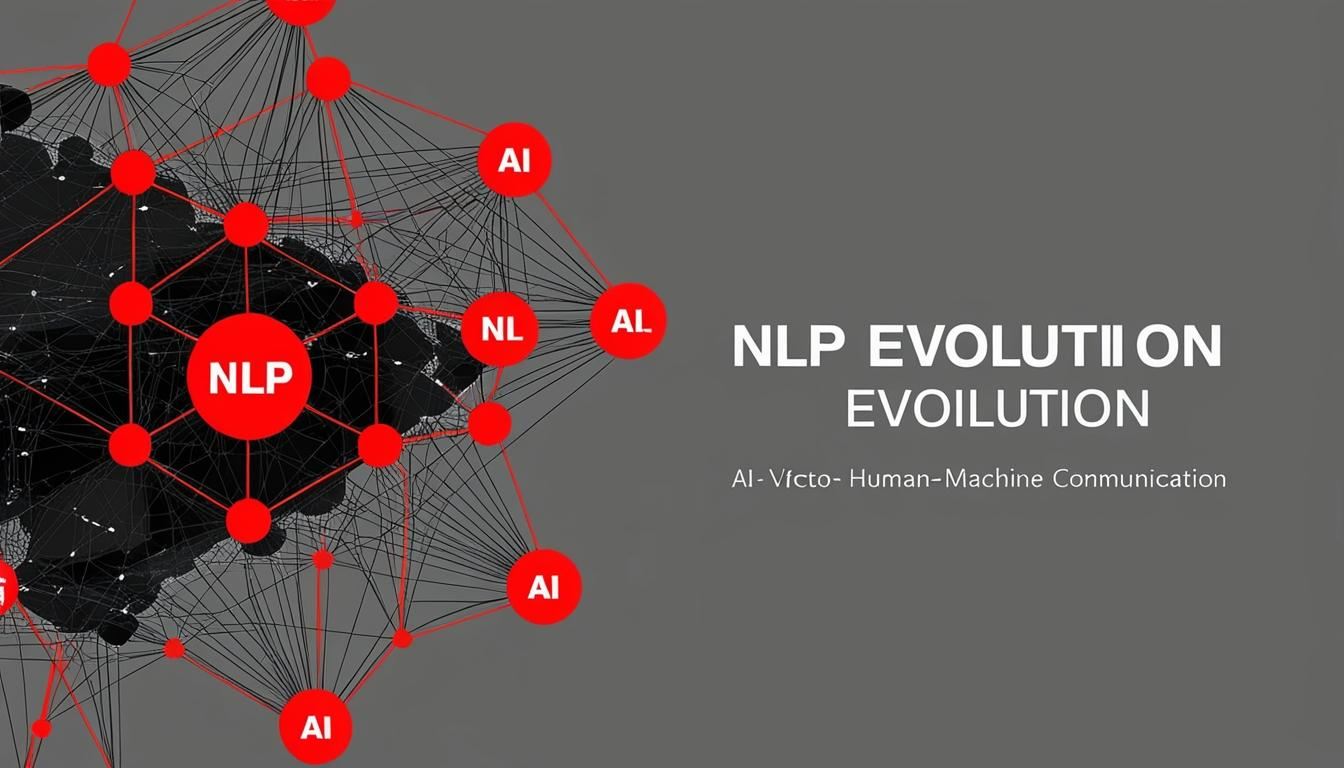 AI
NL
AL
NLP
NLP EVOLUTIION
EVOILUTION
AI-Vfcto-Human-Machine Conmunication
AI
AI